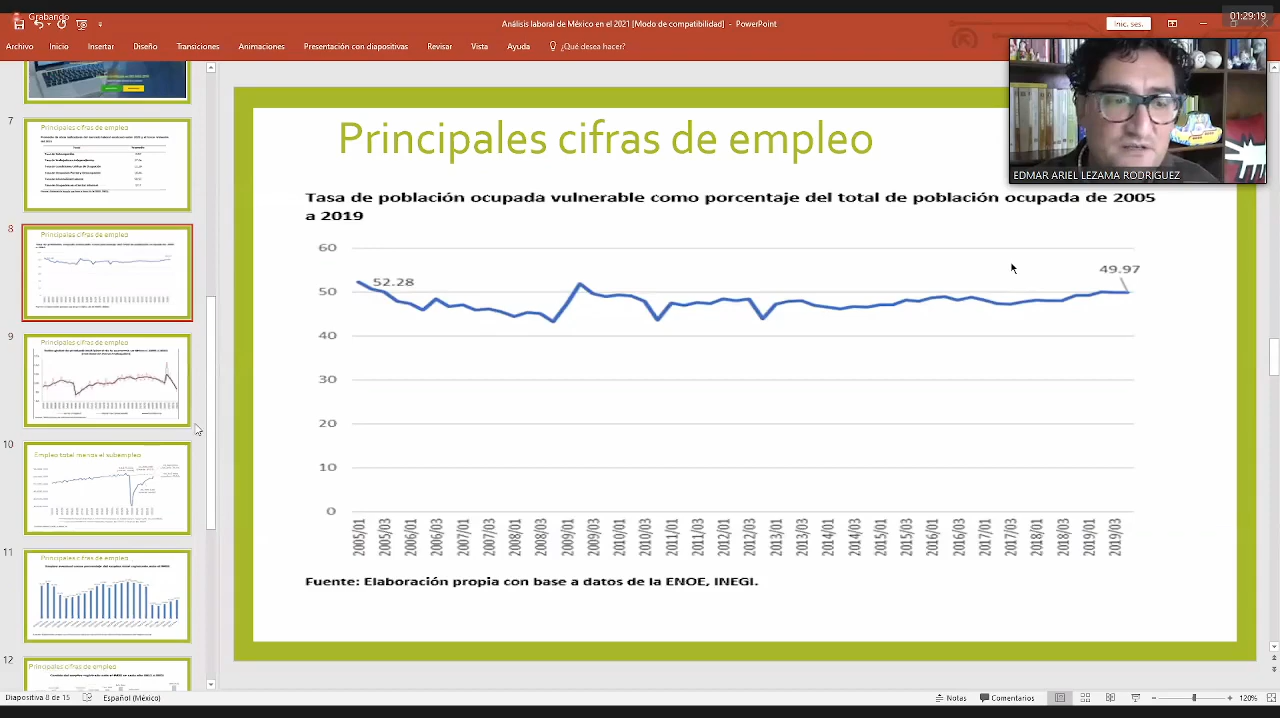 Grabando
Análisis laboral de México en el 2021 [Modo de compatibilidad] - PowerPoint
Inic. ses.
01:29:19
Archivo Inicio Insertar Diseño Transiciones Animaciones Presentación con diapositivas Revisar Vista Ayuda ¿Qué desea hacer?
7
Principales cifras de empleo
8
Principales cifras de empleo
9
Principales cifras de empleo
10
Empleo total menos el subempleo
11
Principales cifras de empleo
12
Principales cifras de empleo
Principales cifras de empleo
EDMAR ARIEL LEZAMA RODRIGUEZ
Tasa de población ocupada vulnerable como porcentaje del total de población ocupada de 2005
a 2019
60
50
40
30
20
10
0
52.28
49.97
2005/01 2005/03 2006/01 2006/03 2007/01 2007/03 2008/01 2008/03 2009/01 2009/03 2010/01 2010/03 2011/01 2011/03 2012/01 2012/03 2013/01 2013/03 2014/01 2014/03 2015/01 2015/03 2016/01 2016/03 2017/01 2017/03 2018/01 2018/03 2019/01 2019/03
Fuente: Elaboración propia con base a datos de la ENOE, INEGI.
Diapositiva 8 de 15 Español (México) Notas Comentarios 120%